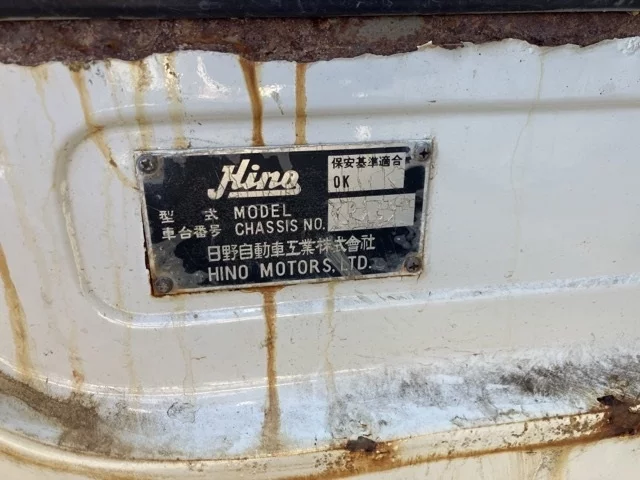 Hino
保安基準適合
OK
型式 MODEL
車台番号 CHASSIS NO.
日野自動車工業株式會社
HINO MOTORS, LTD.